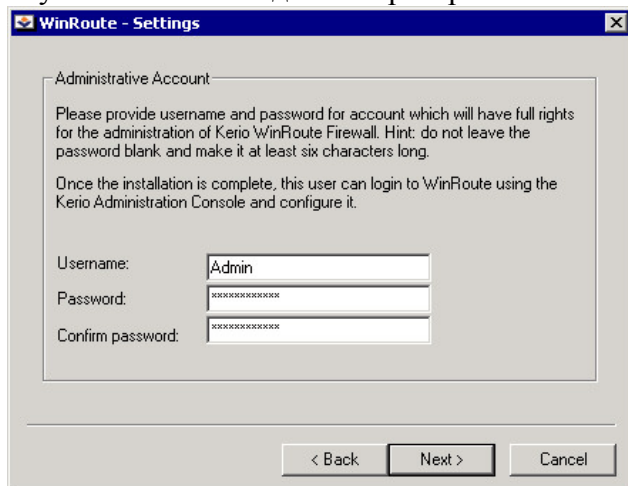 WinRoute - Settings
Administrative Account
Please provide username and password for account which will have full rights
for the administration of Kerio WinRoute Firewall. Hint: do not leave the
password blank and make it at least six characters long.
Once the installation is complete, this user can login to WinRoute using the
Kerio Administration Console and configure it.
Username: Admin
Password: ************
Confirm password: ************
< Back Next > Cancel